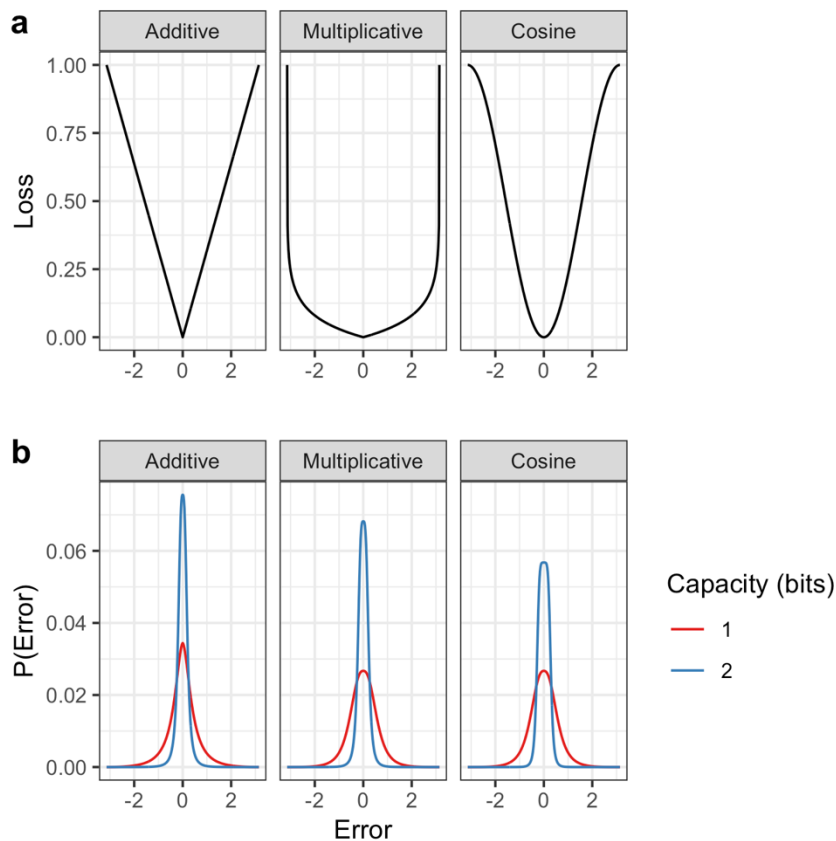 a
Additive Multiplicative Cosine
1.00
0.75
0.50
0.25
0.00
Loss
-2 0 2 -2 0 2 -2 0 2
b
Additive Multiplicative Cosine
0.06
0.04
0.02
0.00
P(Error)
-2 0 2 -2 0 2 -2 0 2
Error
Capacity (bits)
1
2